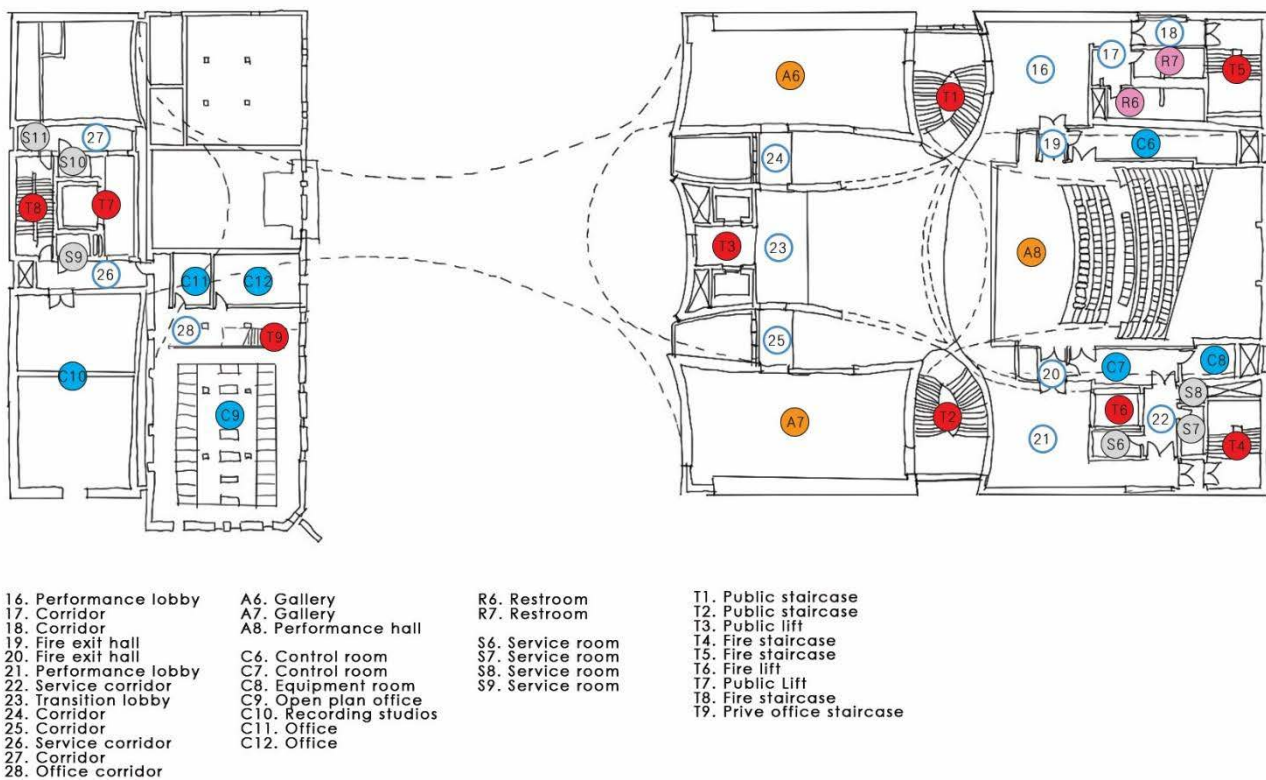 A6
T1
16
17
18
R7
T5
R6
S11
27
S10
19
C6
24
T8
T7
T3
23
A8
S9
26
C11
C12
28
T9
25
20
C7
C8
C10
S8
C9
A7
T2
21
T6
22
S7
S6
T4
16. Performance lobby
17. Corridor
18. Corridor
19. Fire exit hall
20. Fire exit hall
21. Performance lobby
22. Service corridor
23. Transition lobby
24. Corridor
25. Corridor
26. Service corridor
27. Corridor
28. Office corridor
A6. Gallery
A7. Gallery
A8. Performance hall
C6. Control room
C7. Control room
C8. Equipment room
C9. Open plan office
C10. Recording studios
C11. Office
C12. Office
R6. Restroom
R7. Restroom
S6. Service room
S7. Service room
S8. Service room
S9. Service room
T1. Public staircase
T2. Public staircase
T3. Public lift
T4. Fire staircase
T5. Fire staircase
T6. Fire lift
T7. Public Lift
T8. Fire staircase
T9. Prive office staircase